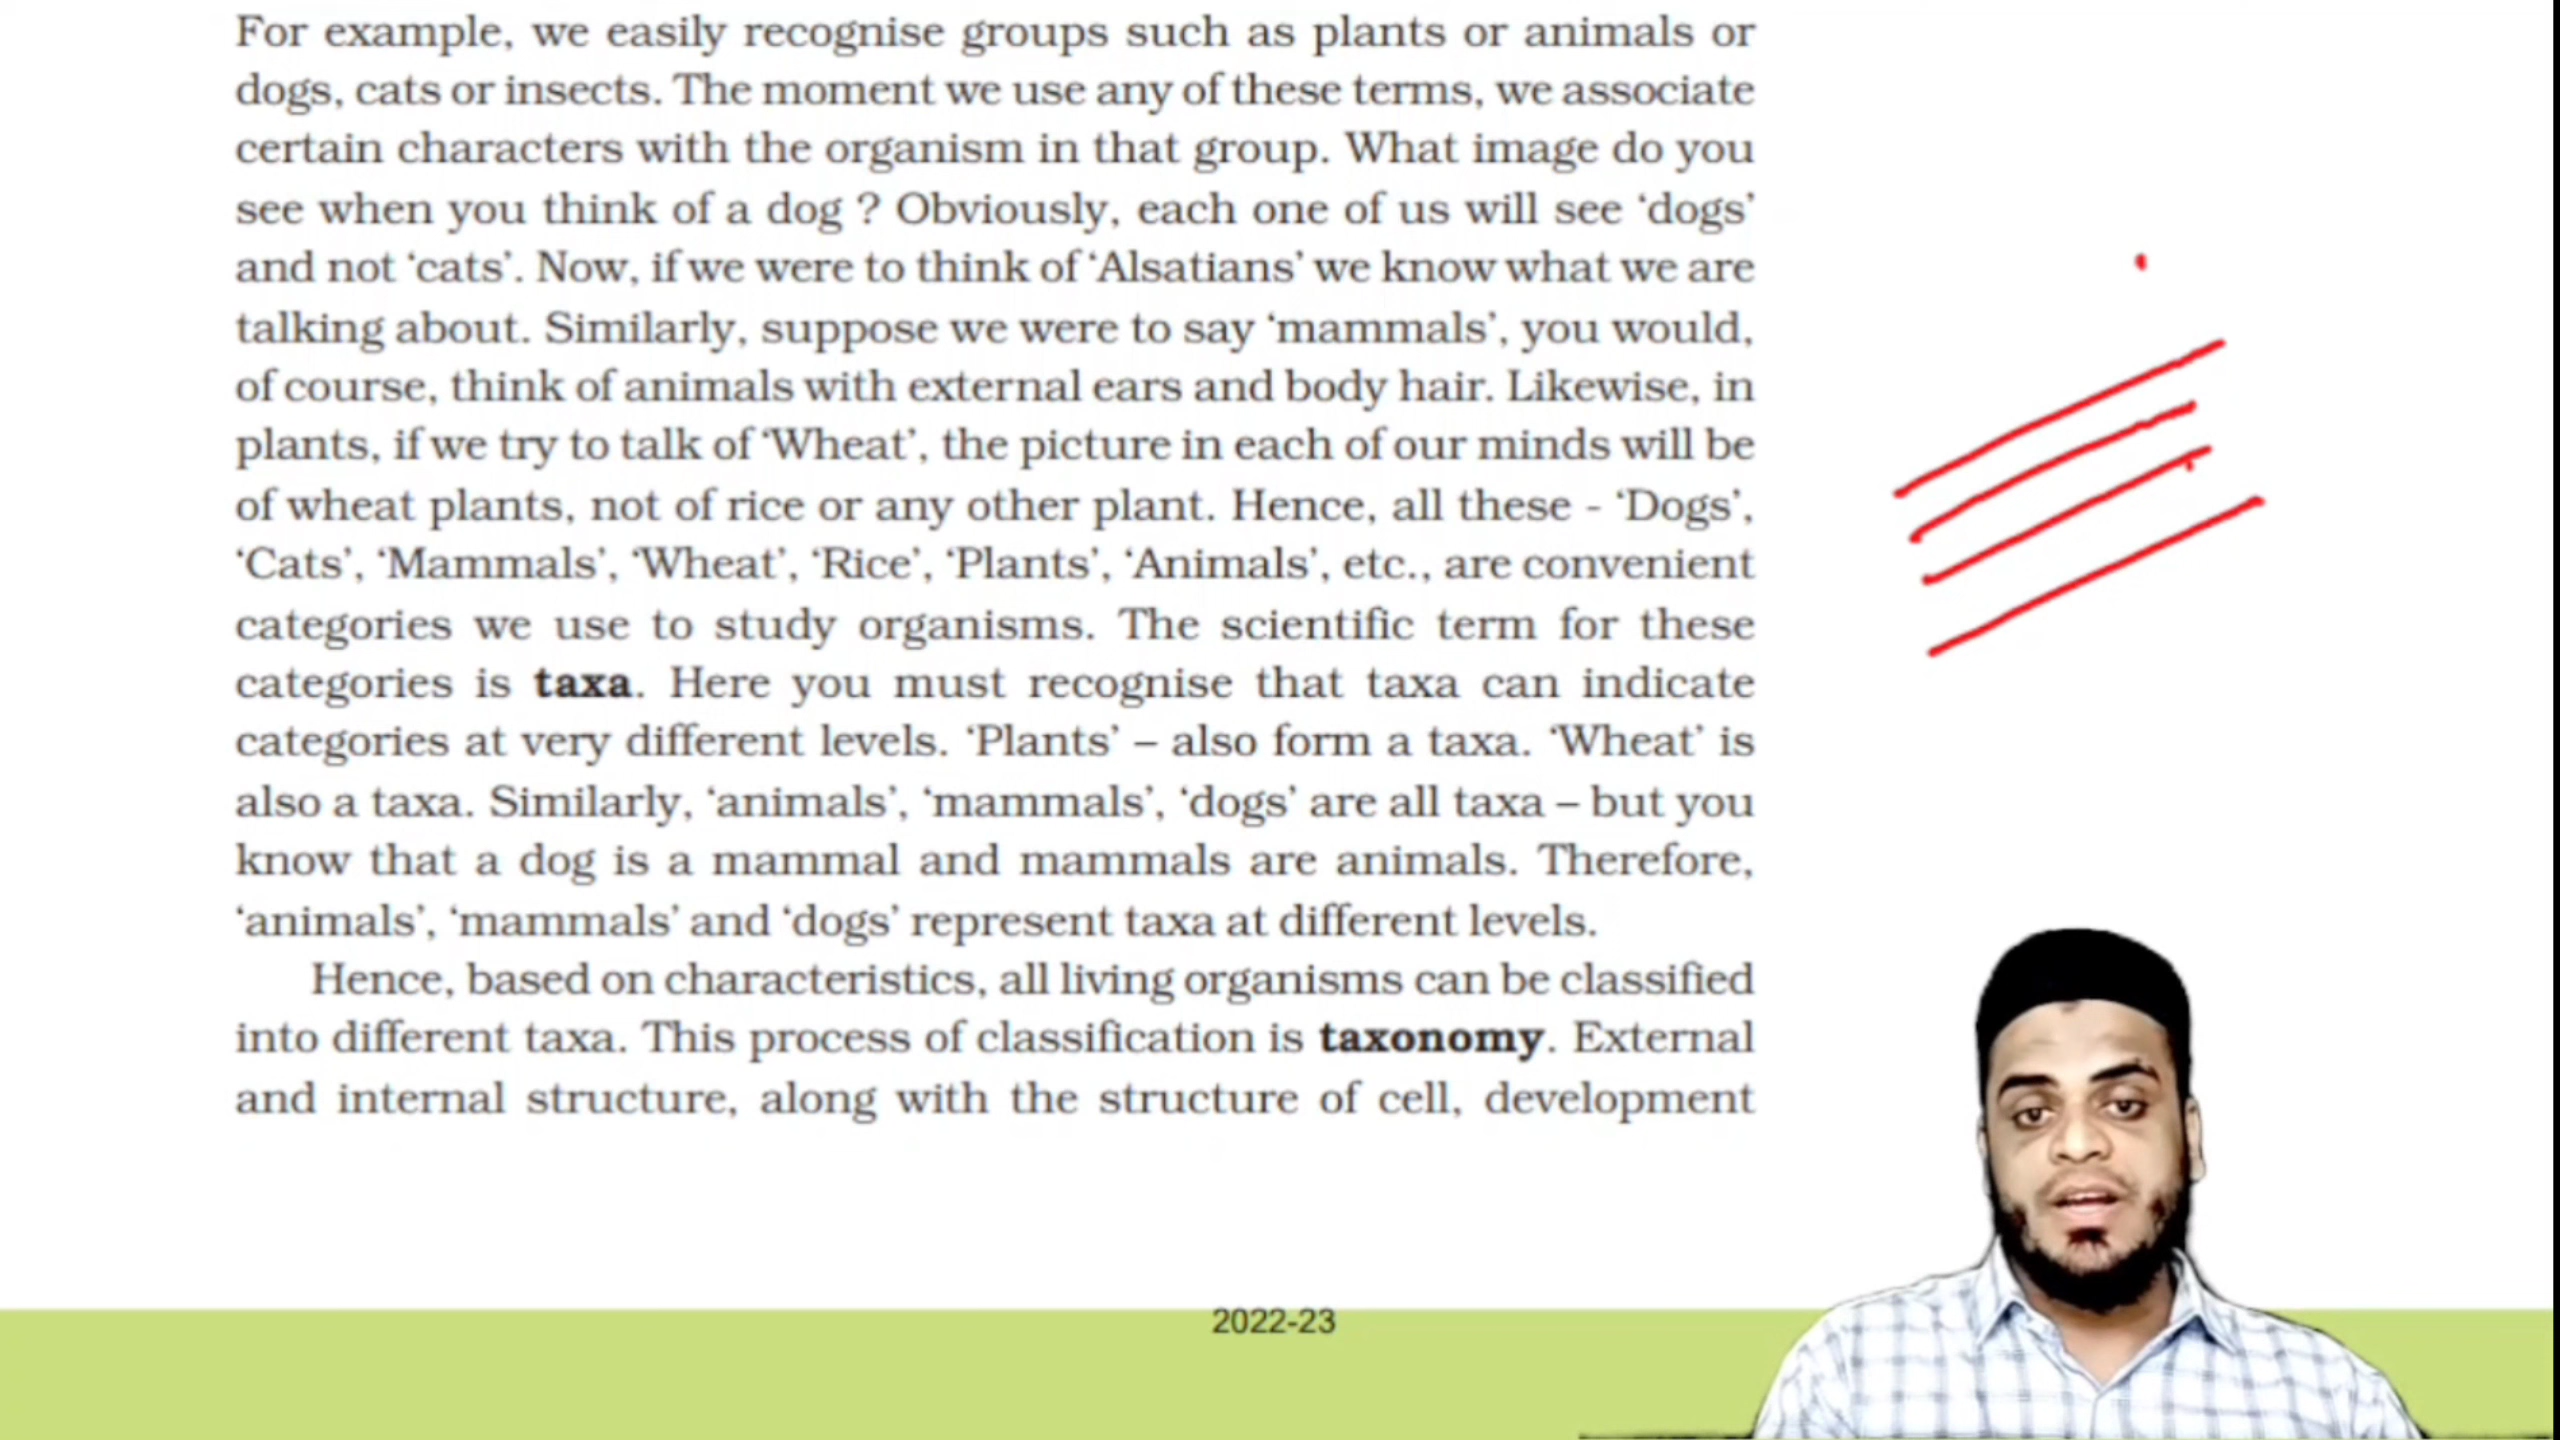 For example, we easily recognise groups such as plants or animals or
dogs, cats or insects. The moment we use any of these terms, we associate
certain characters with the organism in that group. What image do you
see when you think of a dog ? Obviously, each one of us will see ‘dogs’
and not ‘cats’. Now, if we were to think of ‘Alsatians’ we know what we are
talking about. Similarly, suppose we were to say ‘mammals’, you would,
of course, think of animals with external ears and body hair. Likewise, in
plants, if we try to talk of ‘Wheat’, the picture in each of our minds will be
of wheat plants, not of rice or any other plant. Hence, all these - ‘Dogs’,
‘Cats’, ‘Mammals’, ‘Wheat’, ‘Rice’, ‘Plants’, ‘Animals’, etc., are convenient
categories we use to study organisms. The scientific term for these
categories is taxa. Here you must recognise that taxa can indicate
categories at very different levels. ‘Plants’ – also form a taxa. ‘Wheat’ is
also a taxa. Similarly, ‘animals’, ‘mammals’, ‘dogs’ are all taxa – but you
know that a dog is a mammal and mammals are animals. Therefore,
‘animals’, ‘mammals’ and ‘dogs’ represent taxa at different levels.
Hence, based on characteristics, all living organisms can be classified
into different taxa. This process of classification is taxonomy. External
and internal structure, along with the structure of cell, development
2022-23